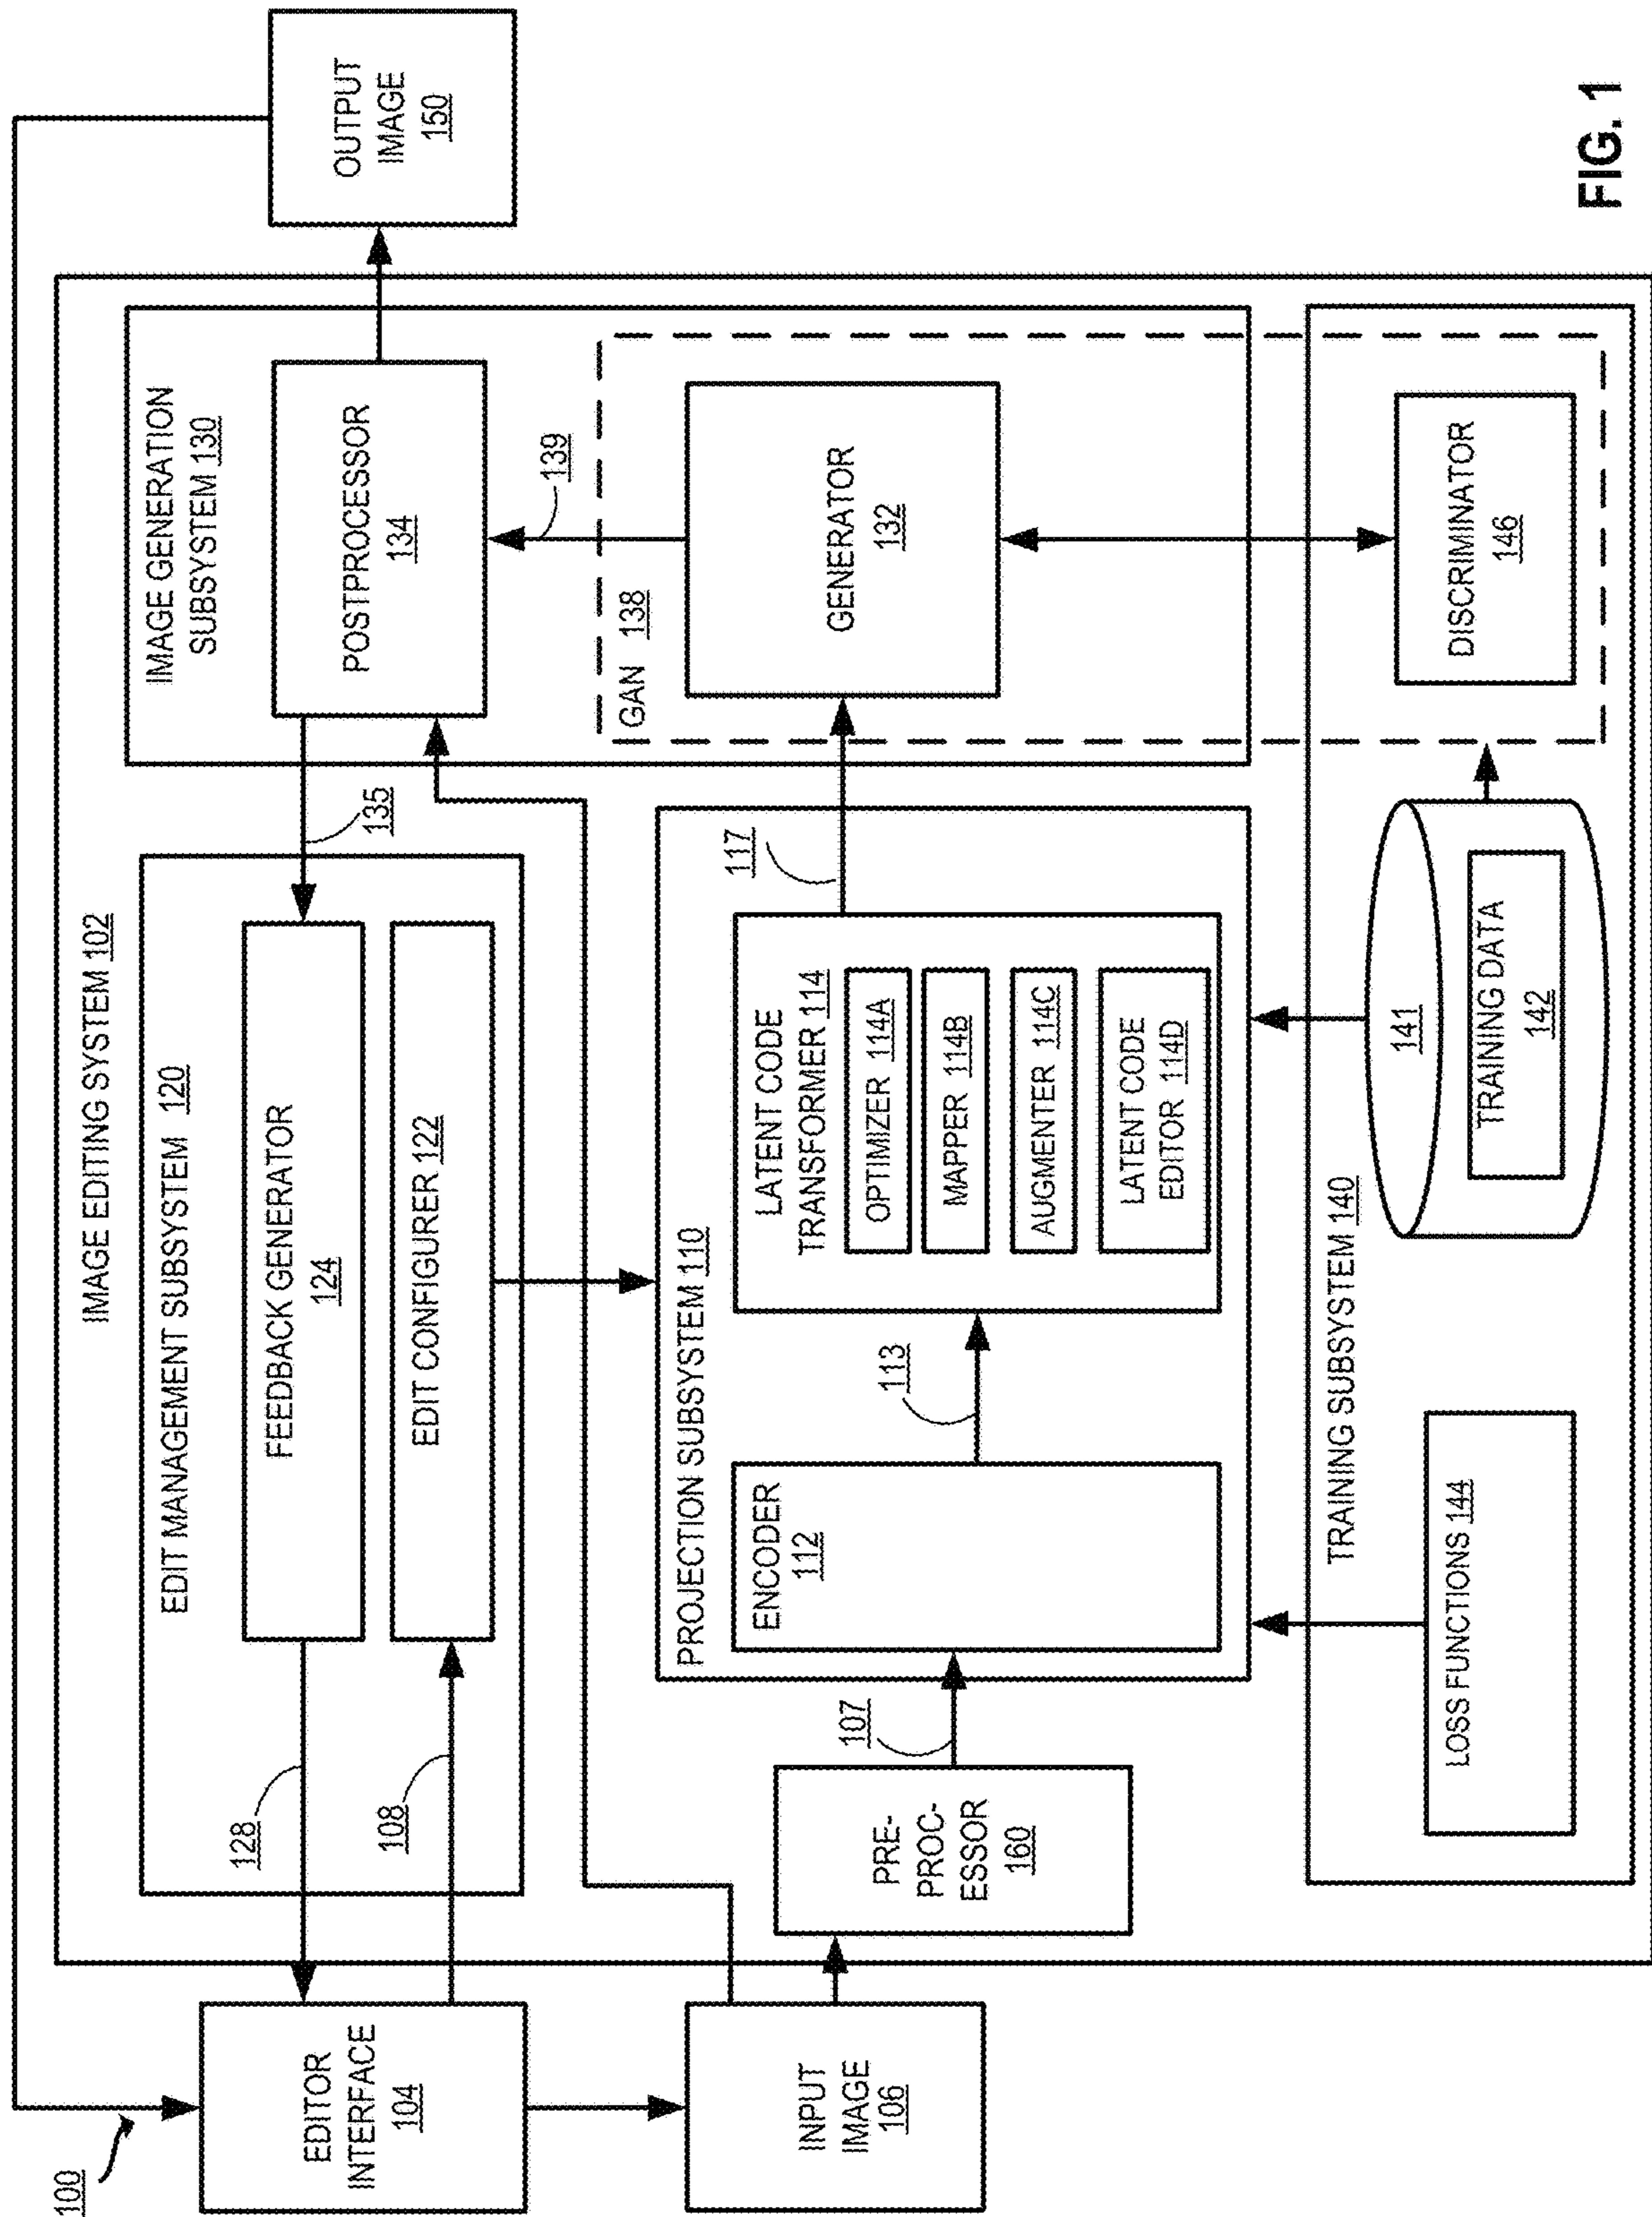 100
IMAGE EDITING SYSTEM 102
EDIT MANAGEMENT SUBSYSTEM 120
FEEDBACK GENERATOR
124
EDIT CONFIGURER 122
128
108
135
EDITOR
INTERFACE
104
INPUT
IMAGE
106
PRE-
PROC-
ESSOR
160
107
PROJECTION SUBSYSTEM 110
ENCODER
112
113
LATENT CODE
TRANSFORMER 114
OPTIMIZER 114A
MAPPER 114B
AUGMENTER 114C
LATENT CODE
EDITOR 114D
117
IMAGE GENERATION
SUBSYSTEM 130
POSTPROCESSOR
134
139
GAN 138
GENERATOR
132
OUTPUT
IMAGE
150
TRAINING SUBSYSTEM 140
LOSS FUNCTIONS 144
141
TRAINING DATA
142
DISCRIMINATOR
146
FIG. 1